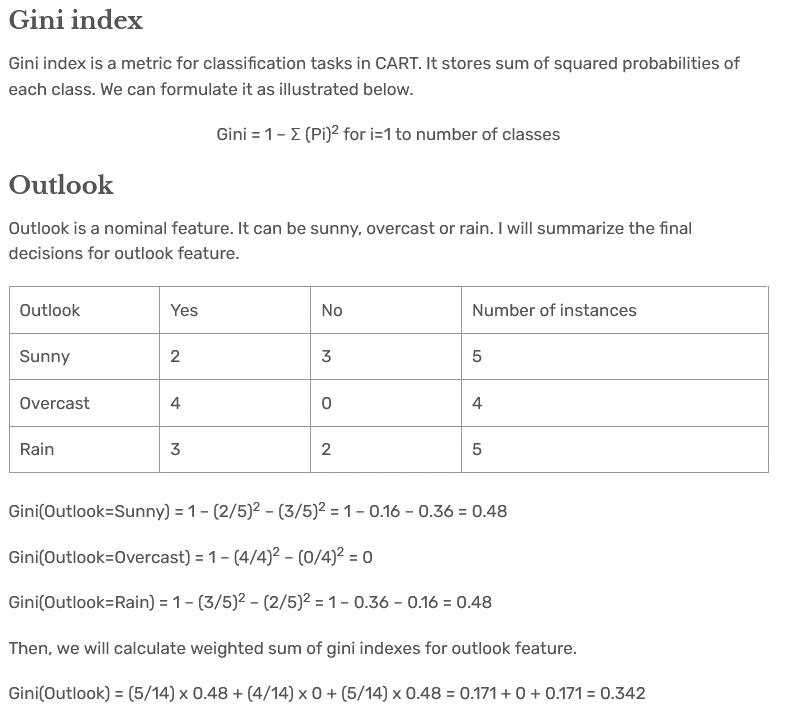 Gini index
Gini index is a metric for classification tasks in CART. It stores sum of squared probabilities of
each class. We can formulate it as illustrated below.
Gini = 1 – Σ (Pi)² for i=1 to number of classes
Outlook
Outlook is a nominal feature. It can be sunny, overcast or rain. I will summarize the final
decisions for outlook feature.
Outlook Yes No Number of instances
Sunny 2 3 5
Overcast 4 0 4
Rain 3 2 5
Gini(Outlook=Sunny) = 1 – (2/5)² – (3/5)² = 1 – 0.16 – 0.36 = 0.48
Gini(Outlook=Overcast) = 1 – (4/4)² – (0/4)² = 0
Gini(Outlook=Rain) = 1 – (3/5)² – (2/5)² = 1 – 0.36 – 0.16 = 0.48
Then, we will calculate weighted sum of gini indexes for outlook feature.
Gini(Outlook) = (5/14) x 0.48 + (4/14) x 0 + (5/14) x 0.48 = 0.171 + 0 + 0.171 = 0.342